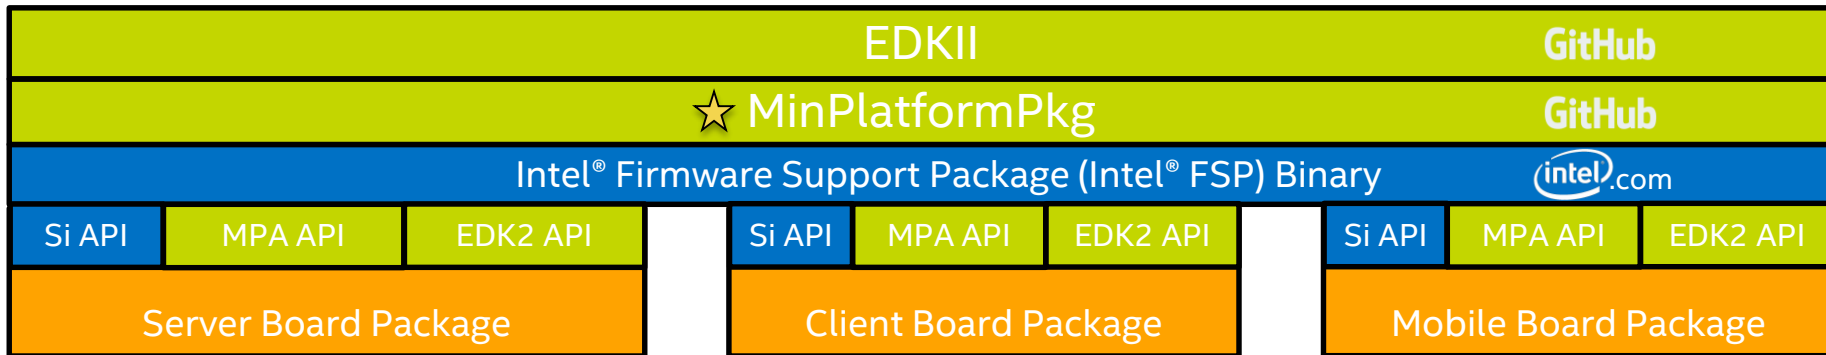 EDKII GitHub
MinPlatformPkg GitHub
Intel® Firmware Support Package (Intel® FSP) Binary intel.com
Si API MPA API EDK2 API Si API MPA API EDK2 API Si API MPA API EDK2 API
Server Board Package Client Board Package Mobile Board Package